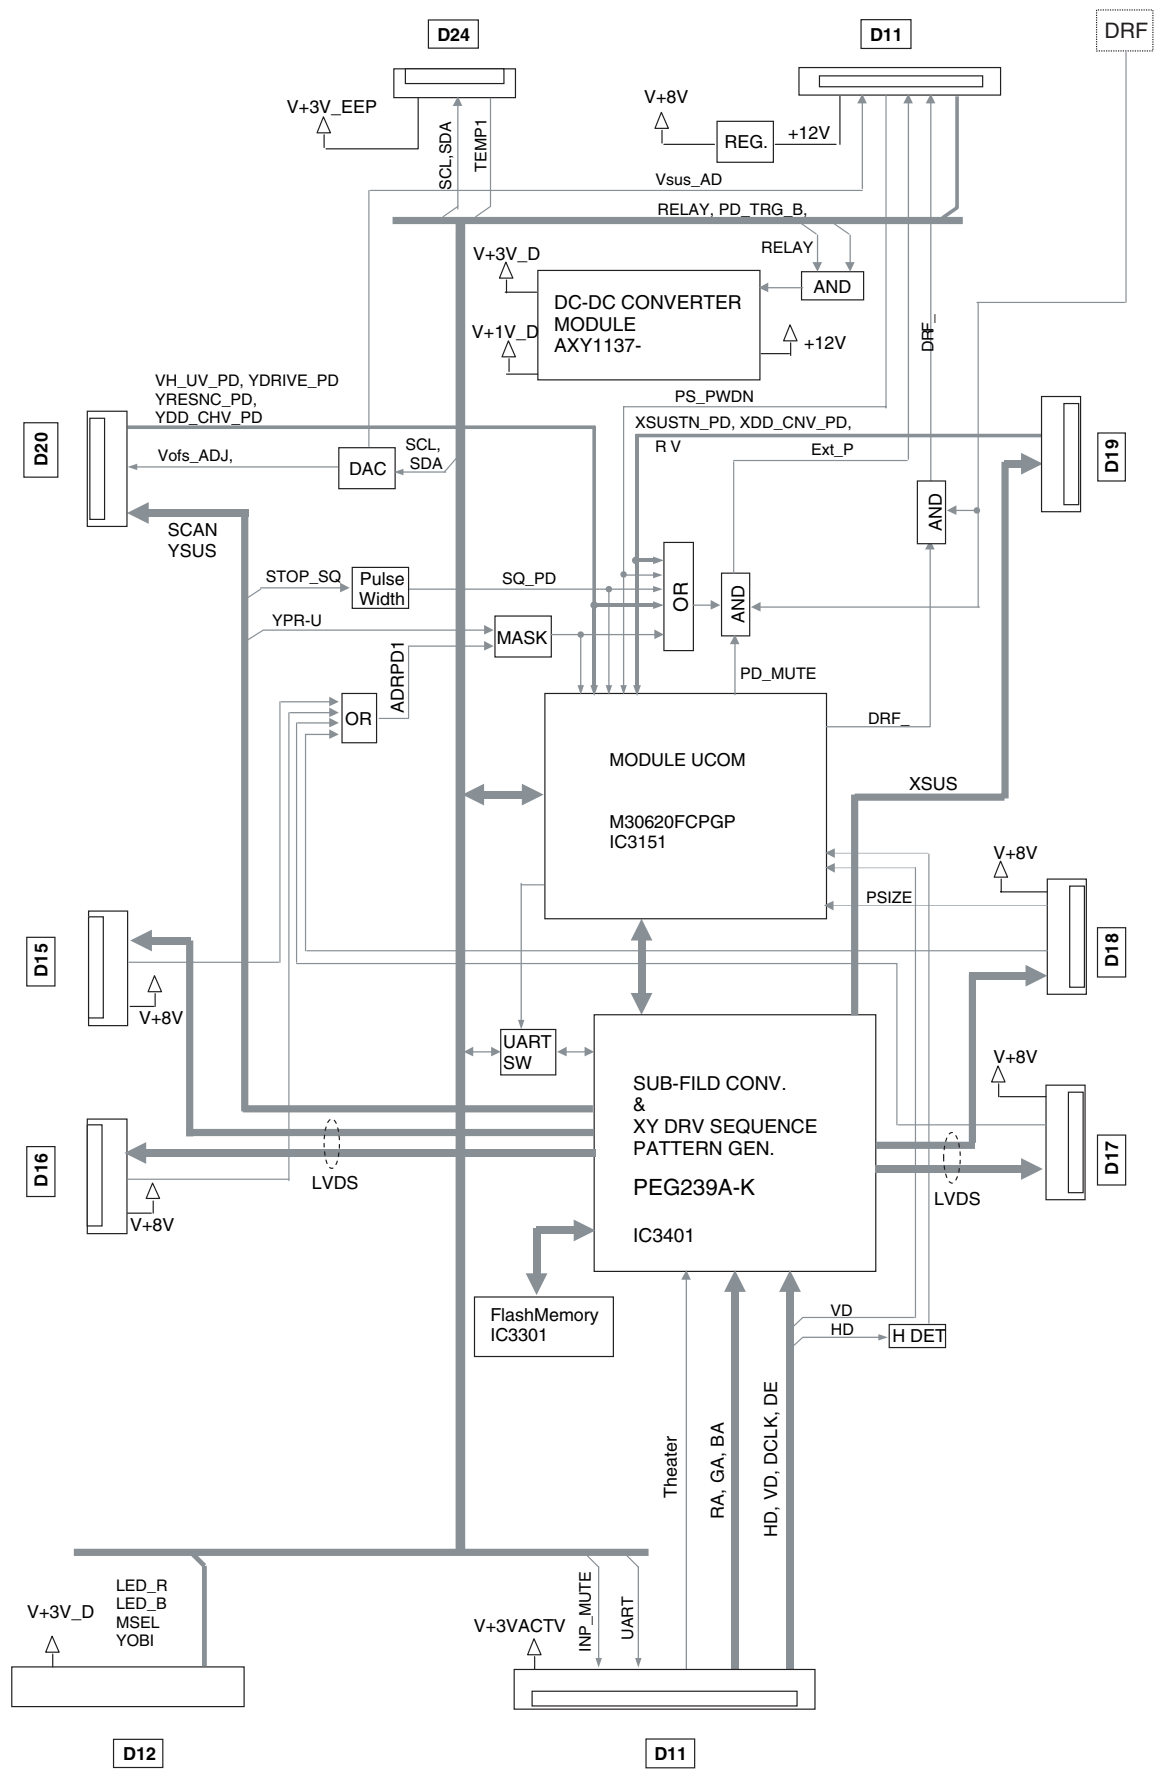 D24
D11
DRF
V+3V_EEP
SCL,SDA
TEMP1
V+8V
REG.
+12V
Vsus_AD
RELAY, PD_TRG_B,
RELAY
AND
V+3V_D
V+1V_D
DC-DC CONVERTER
MODULE
AXY1137-
+12V
DRF_
VH_UV_PD, YDRIVE_PD
YRESNC_PD,
YDD_CHV_PD
PS_PWDN
XSUSTN_PD, XDD_CNV_PD,
R V
Ext_P
D20
Vofs_ADJ,
DAC
SCL,
SDA
D19
SCAN
YSUS
AND
STOP_SQ
Pulse
Width
SQ_PD
OR
AND
YPR-U
MASK
ADRPD1
OR
PD_MUTE
DRF_
MODULE UCOM
M30620FCPGP
IC3151
XSUS
V+8V
PSIZE
D15
V+8V
D18
UART
SW
V+8V
SUB-FILD CONV.
&
XY DRV SEQUENCE
PATTERN GEN.
PEG239A-K
IC3401
D16
V+8V
LVDS
LVDS
D17
FlashMemory
IC3301
VD
HD
H DET
Theater
RA, GA, BA
HD, VD, DCLK, DE
V+3V_D
LED_R
LED_B
MSEL
YOBI
V+3VACTV
INP_MUTE
UART
D12
D11